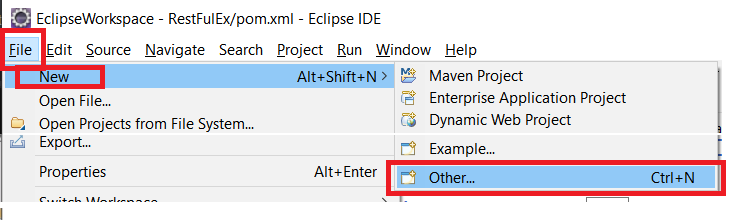 EclipseWorkspace - RestFulEx/pom.xml - Eclipse IDE
File Edit Source Navigate Search Project Run Window Help
New Alt+Shift+N >
Open File...
Open Projects from File System...
Export...
Properties Alt+Enter
Switch Workspace
Maven Project
Enterprise Application Project
Dynamic Web Project
Example...
Other... Ctrl+N